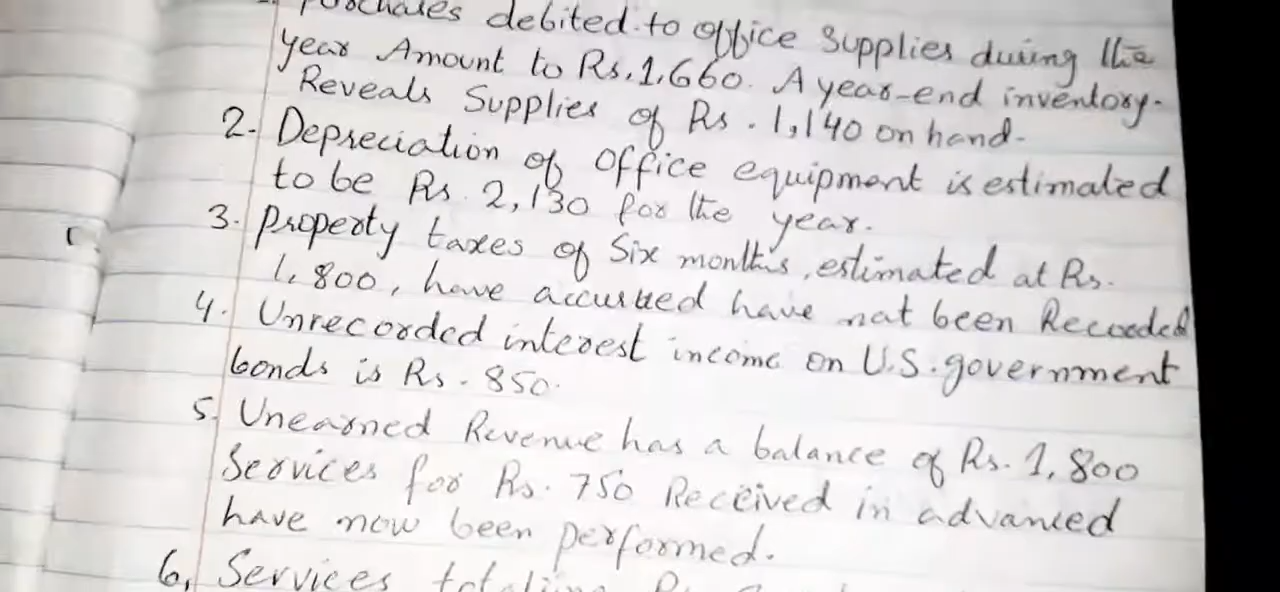 Purchases debited to office Supplies during the
year Amount to Rs. 1,660. A year-end inventory.
Reveals Supplies of Rs. 1,140 on hand.
2. Depreciation of office equipment is estimated
to be Rs. 2,130 for the year.
3. Property taxes of Six months, estimated at Rs.
1,800, have accurued have not been Recorded
4. Unrecorded interest income on U.S. government
bonds is Rs. 850.
5. Unearned Revenue has a balance of Rs. 1,800
Services for Rs. 750 Received in advanced
have now been performed.
6. Services